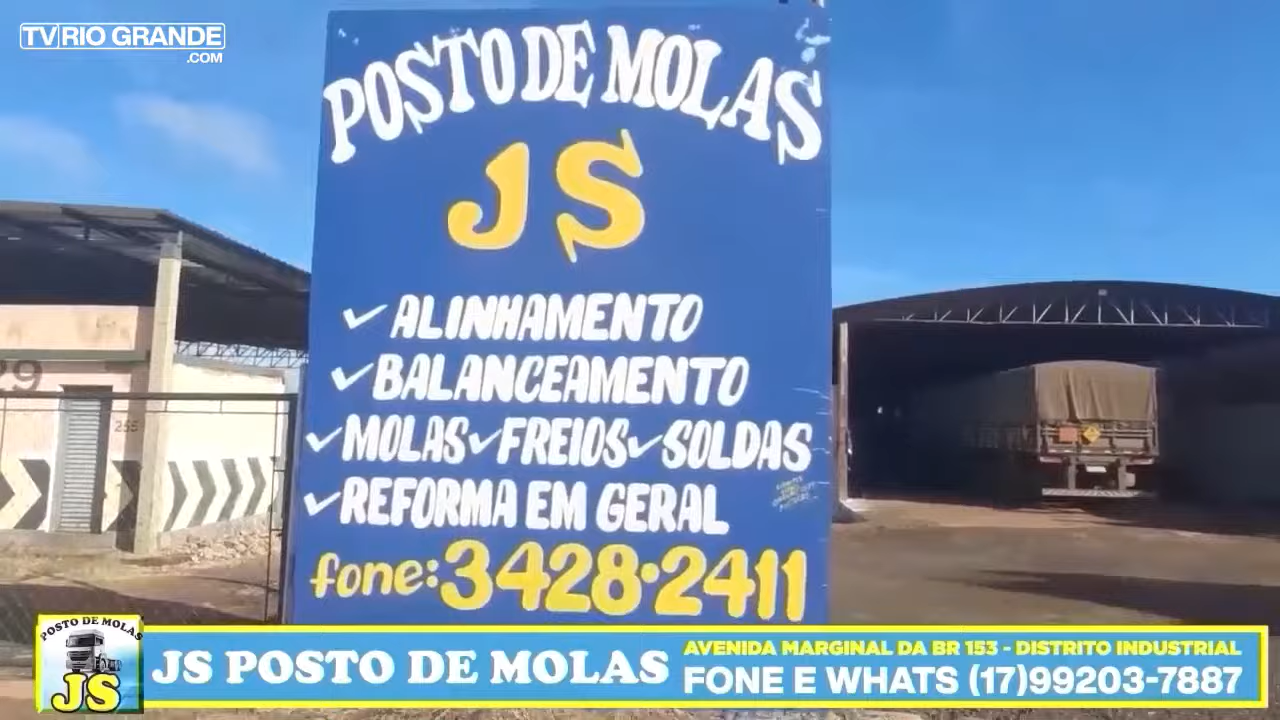 TV RIO GRANDE
.COM
POSTO DE MOLAS
JS
ALINHAMENTO
BALANCEAMENTO
MOLAS FREIOS SOLDAS
REFORMA EM GERAL
fone: 3428·2411
29
255
POSTO DE MOLAS
JS
JS POSTO DE MOLAS
AVENIDA MARGINAL DA BR 153 - DISTRITO INDUSTRIAL
FONE E WHATS (17)99203-7887